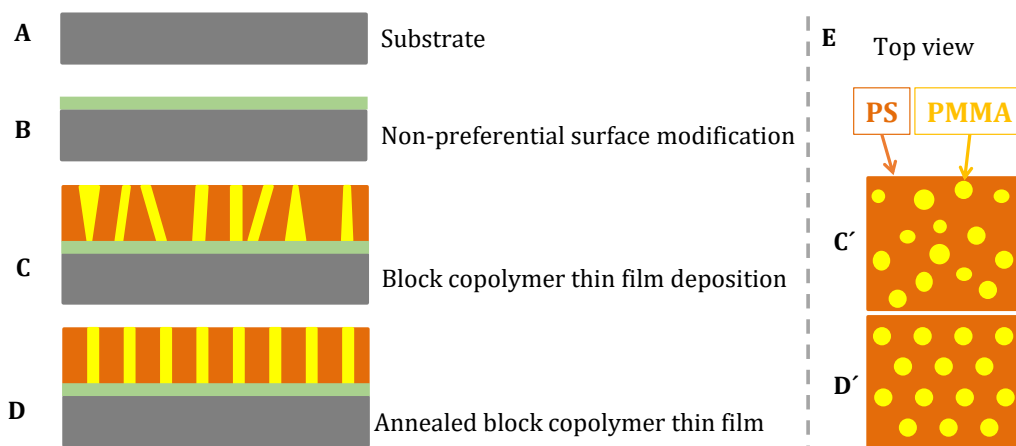 A
Substrate
B
Non-preferential surface modification
C
Block copolymer thin film deposition
D
Annealed block copolymer thin film
E
Top view
PS
PMMA
C´
D´